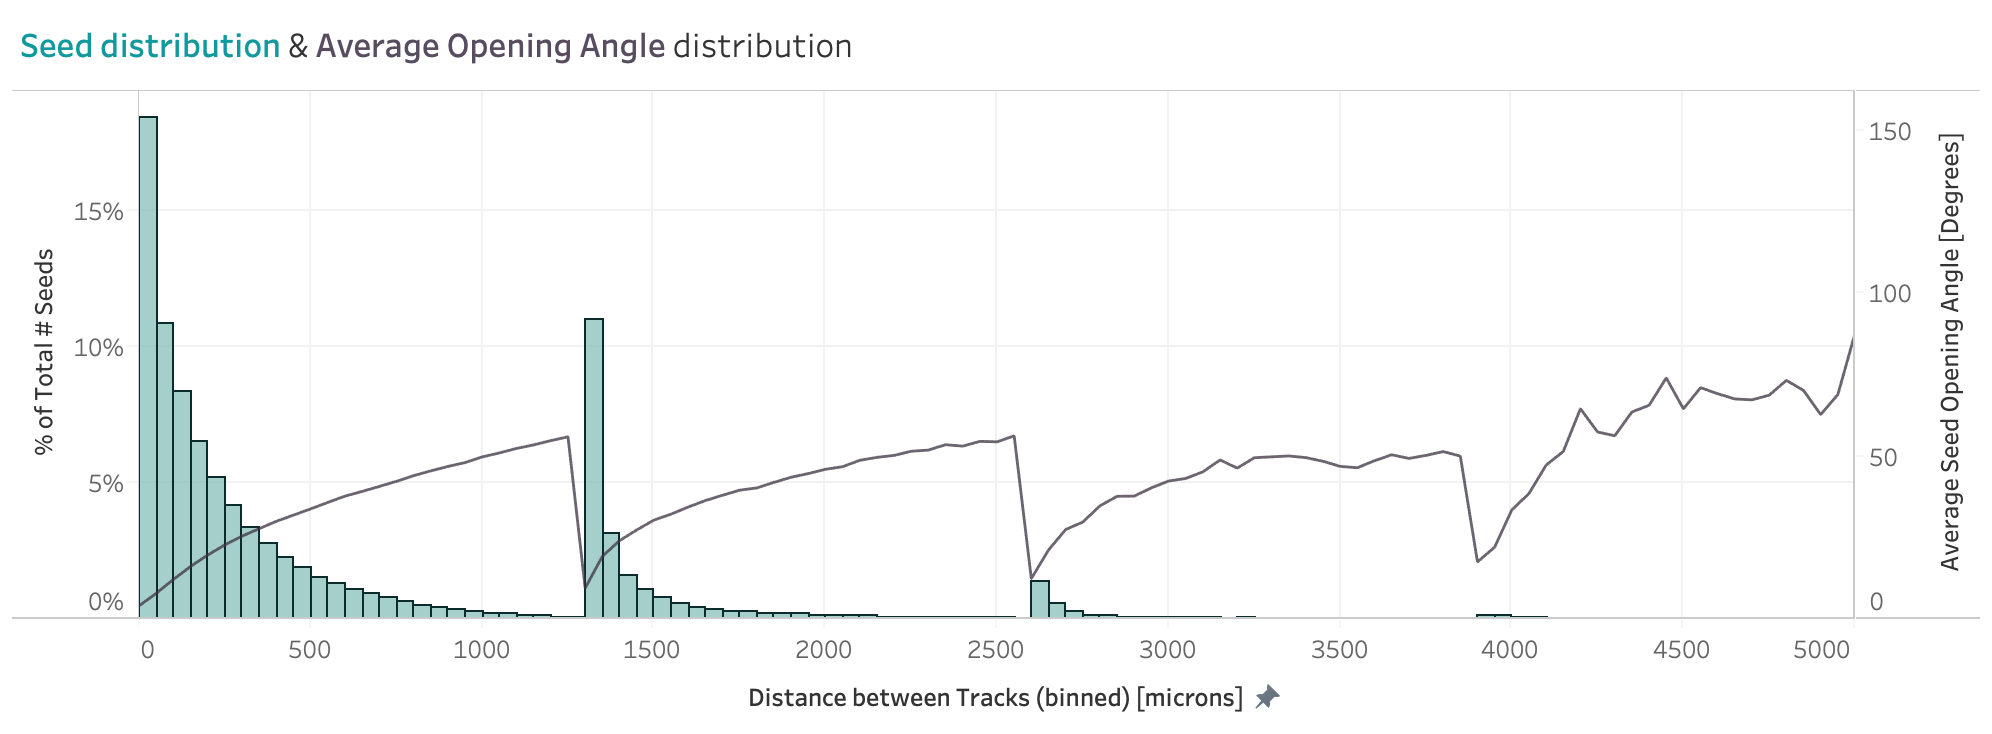 Seed distribution & Average Opening Angle distribution
% of Total # Seeds
15%
10%
5%
0%
150
100
50
0
Average Seed Opening Angle [Degrees]
0 500 1000 1500 2000 2500 3000 3500 4000 4500 5000
Distance between Tracks (binned) [microns]